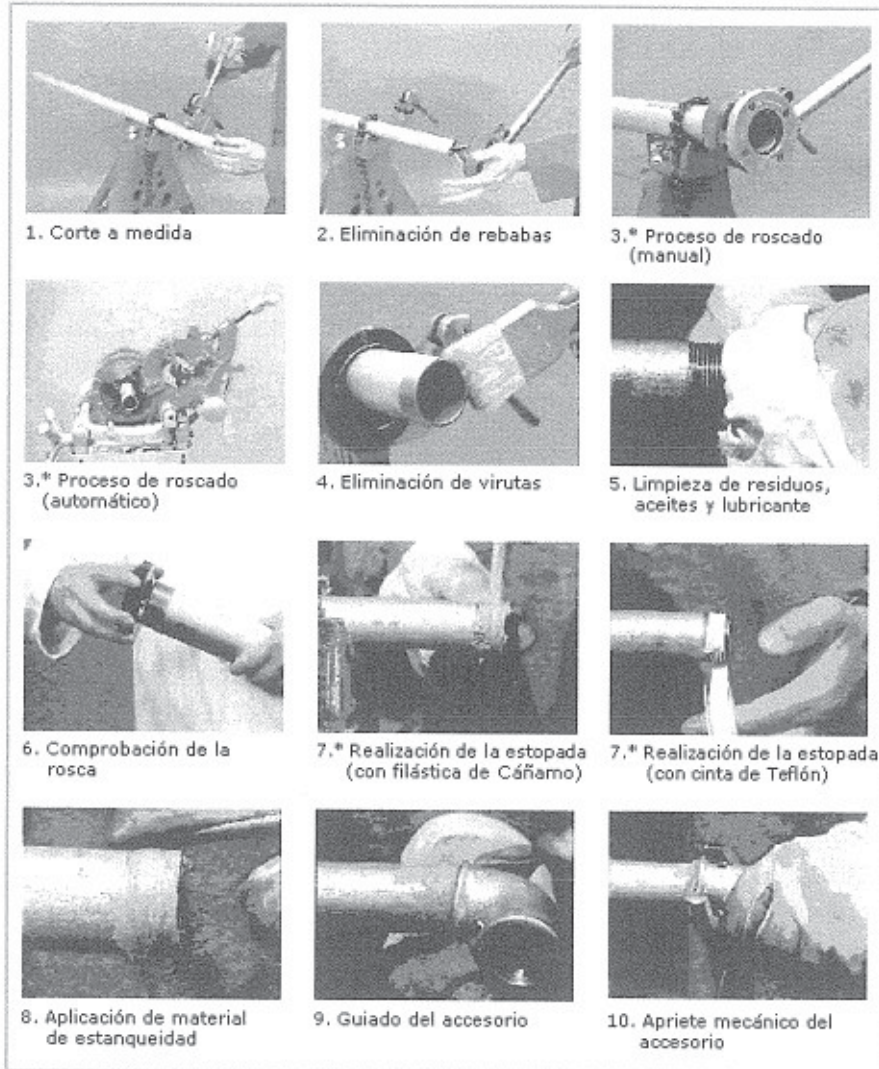 1. Corte a medida
2. Eliminación de rebabas
3.* Proceso de roscado
(manual)
3.* Proceso de roscado
(automático)
4. Eliminación de virutas
5. Limpieza de residuos,
aceites y lubricante
6. Comprobación de la
rosca
7.* Realización de la estopada
(con filástica de Cáñamo)
7.* Realización de la estopada
(con cinta de Teflón)
8. Aplicación de material
de estanqueidad
9. Guiado del accesorio
10. Apriete mecánico del
accesorio